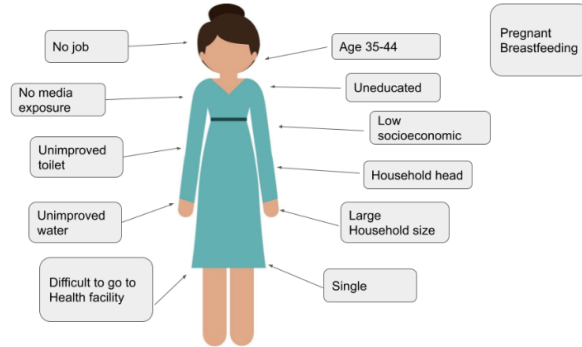 No job
Age 35-44
Pregnant
Breastfeeding
No media
exposure
Uneducated
Low
socioeconomic
Unimproved
toilet
Household head
Unimproved
water
Large
Household size
Difficult to go to
Health facility
Single